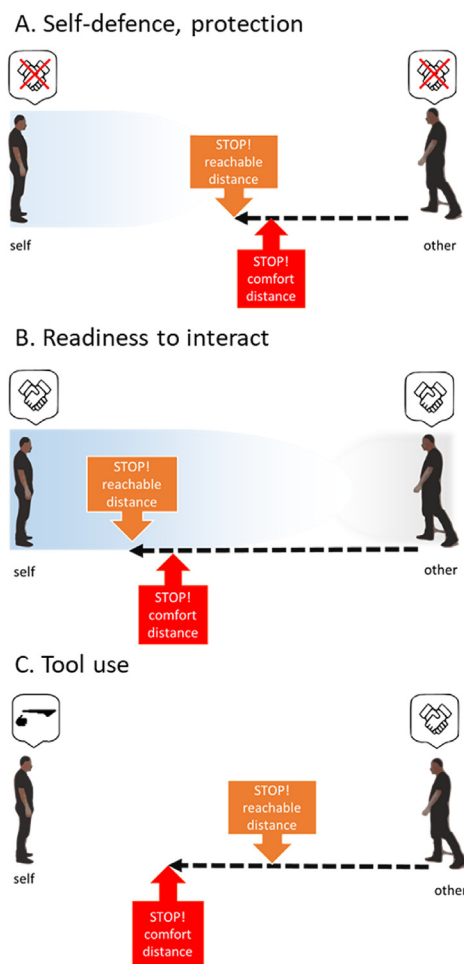 A. Self-defence, protection
STOP!
reachable
distance
self
other
STOP!
comfort
distance
B. Readiness to interact
STOP!
reachable
distance
self
other
STOP!
comfort
distance
C. Tool use
STOP!
reachable
distance
self
other
STOP!
comfort
distance